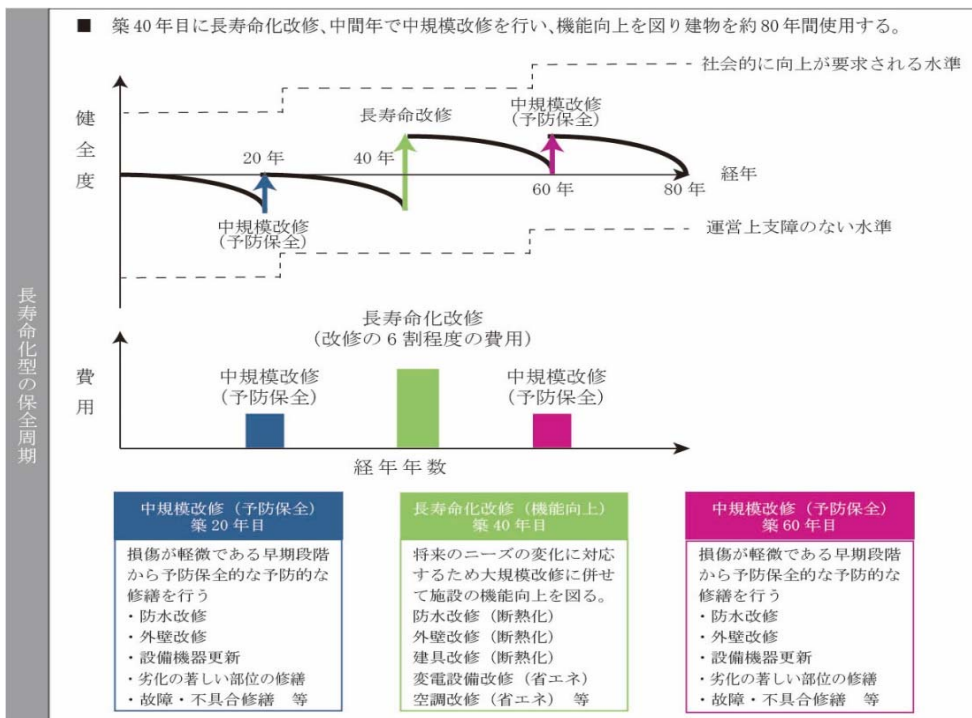 ■ 築40年目に長寿命化改修、中間年で中規模改修を行い、機能向上を図り建物を約80年間使用する。
社会的に向上が要求される水準
健全度
長寿命改修
中規模改修
(予防保全)
20年
40年
60年
80年
経年
中規模改修
(予防保全)
運営上支障のない水準
長寿命化型の保全周期
長寿命化改修
(改修の6割程度の費用)
費用
中規模改修
(予防保全)
中規模改修
(予防保全)
経年年数
中規模改修(予防保全)
築20年目
損傷が軽微である早期段階
から予防保全的な予防的な
修繕を行う
・防水改修
・外壁改修
・設備機器更新
・劣化の著しい部位の修繕
・故障・不具合修繕 等
長寿命化改修(機能向上)
築40年目
将来のニーズの変化に対応
するため大規模改修に併せ
て施設の機能向上を図る。
防水改修(断熱化)
外壁改修(断熱化)
建具改修(断熱化)
変電設備改修(省エネ)
空調改修(省エネ)等
中規模改修(予防保全)
築60年目
損傷が軽微である早期段階
から予防保全的な予防的な
修繕を行う
・防水改修
・外壁改修
・設備機器更新
・劣化の著しい部位の修繕
・故障・不具合修繕 等